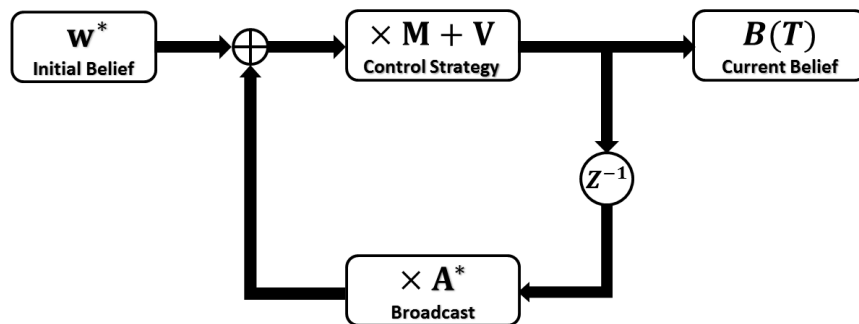 w*
Initial Belief
× M + V
Control Strategy
B(T)
Current Belief
Z⁻¹
× A*
Broadcast